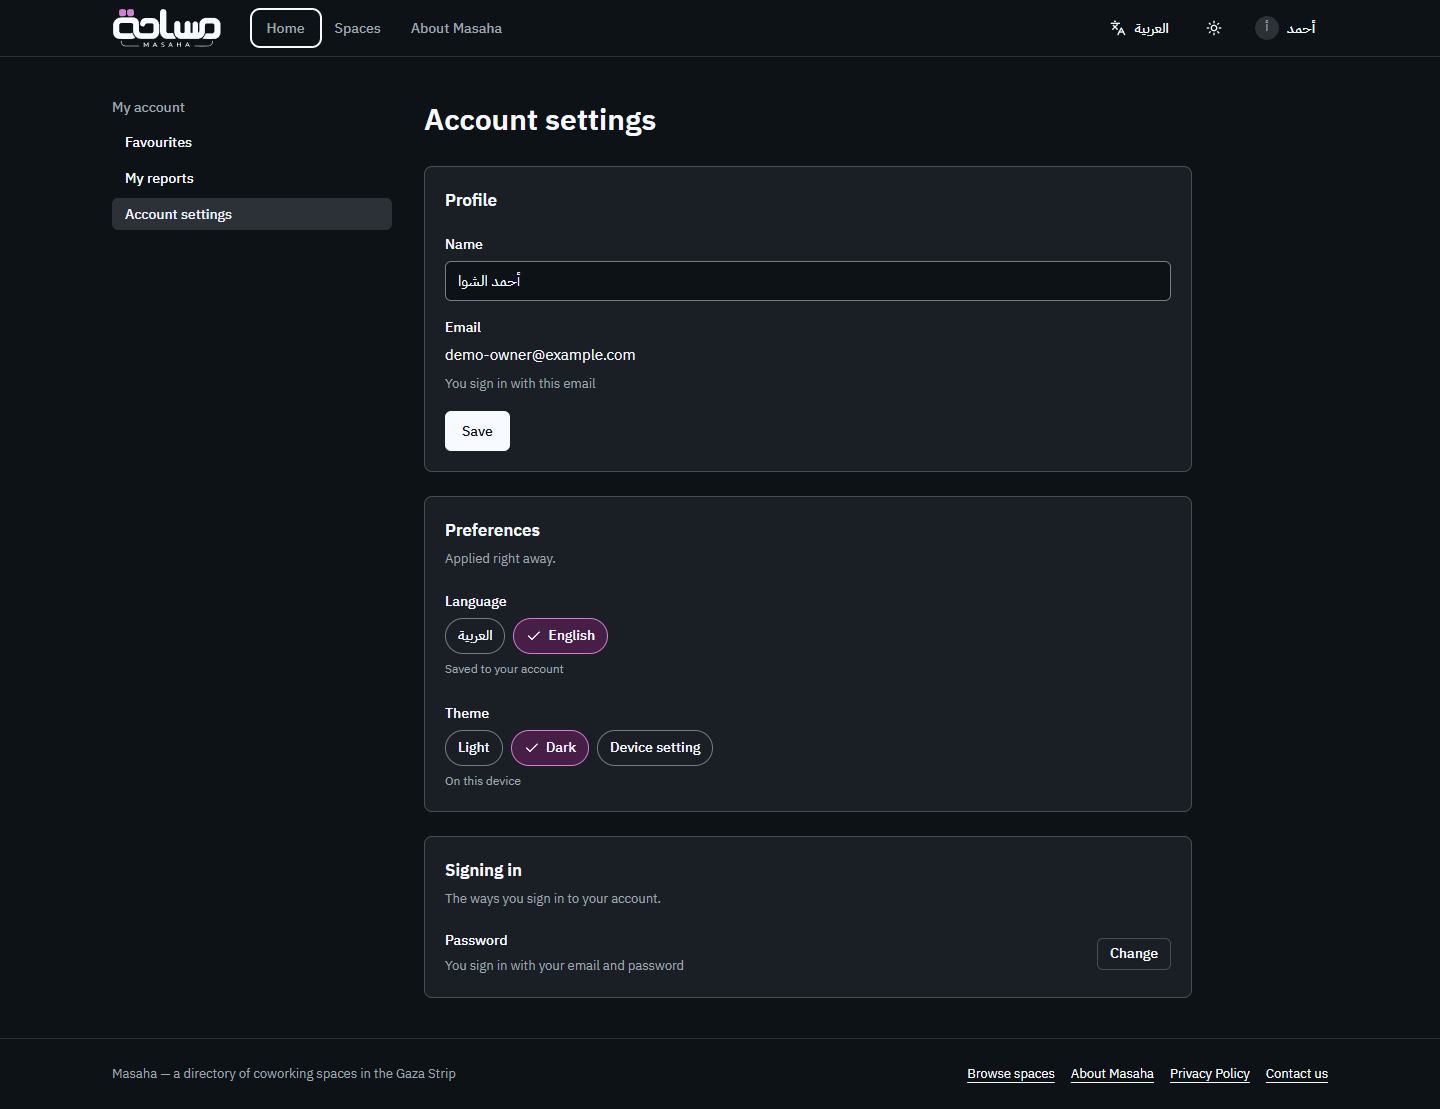 مساحة
MASAHA
Home
Spaces
About Masaha
العربية
أ
أحمد
My account
Favourites
My reports
Account settings
Account settings
Profile
Name
أحمد الشوا
Email
demo-owner@example.com
You sign in with this email
Save
Preferences
Applied right away.
Language
العربية
English
Saved to your account
Theme
Light
Dark
Device setting
On this device
Signing in
The ways you sign in to your account.
Password
You sign in with your email and password
Change
Masaha — a directory of coworking spaces in the Gaza Strip
Browse spaces
About Masaha
Privacy Policy
Contact us